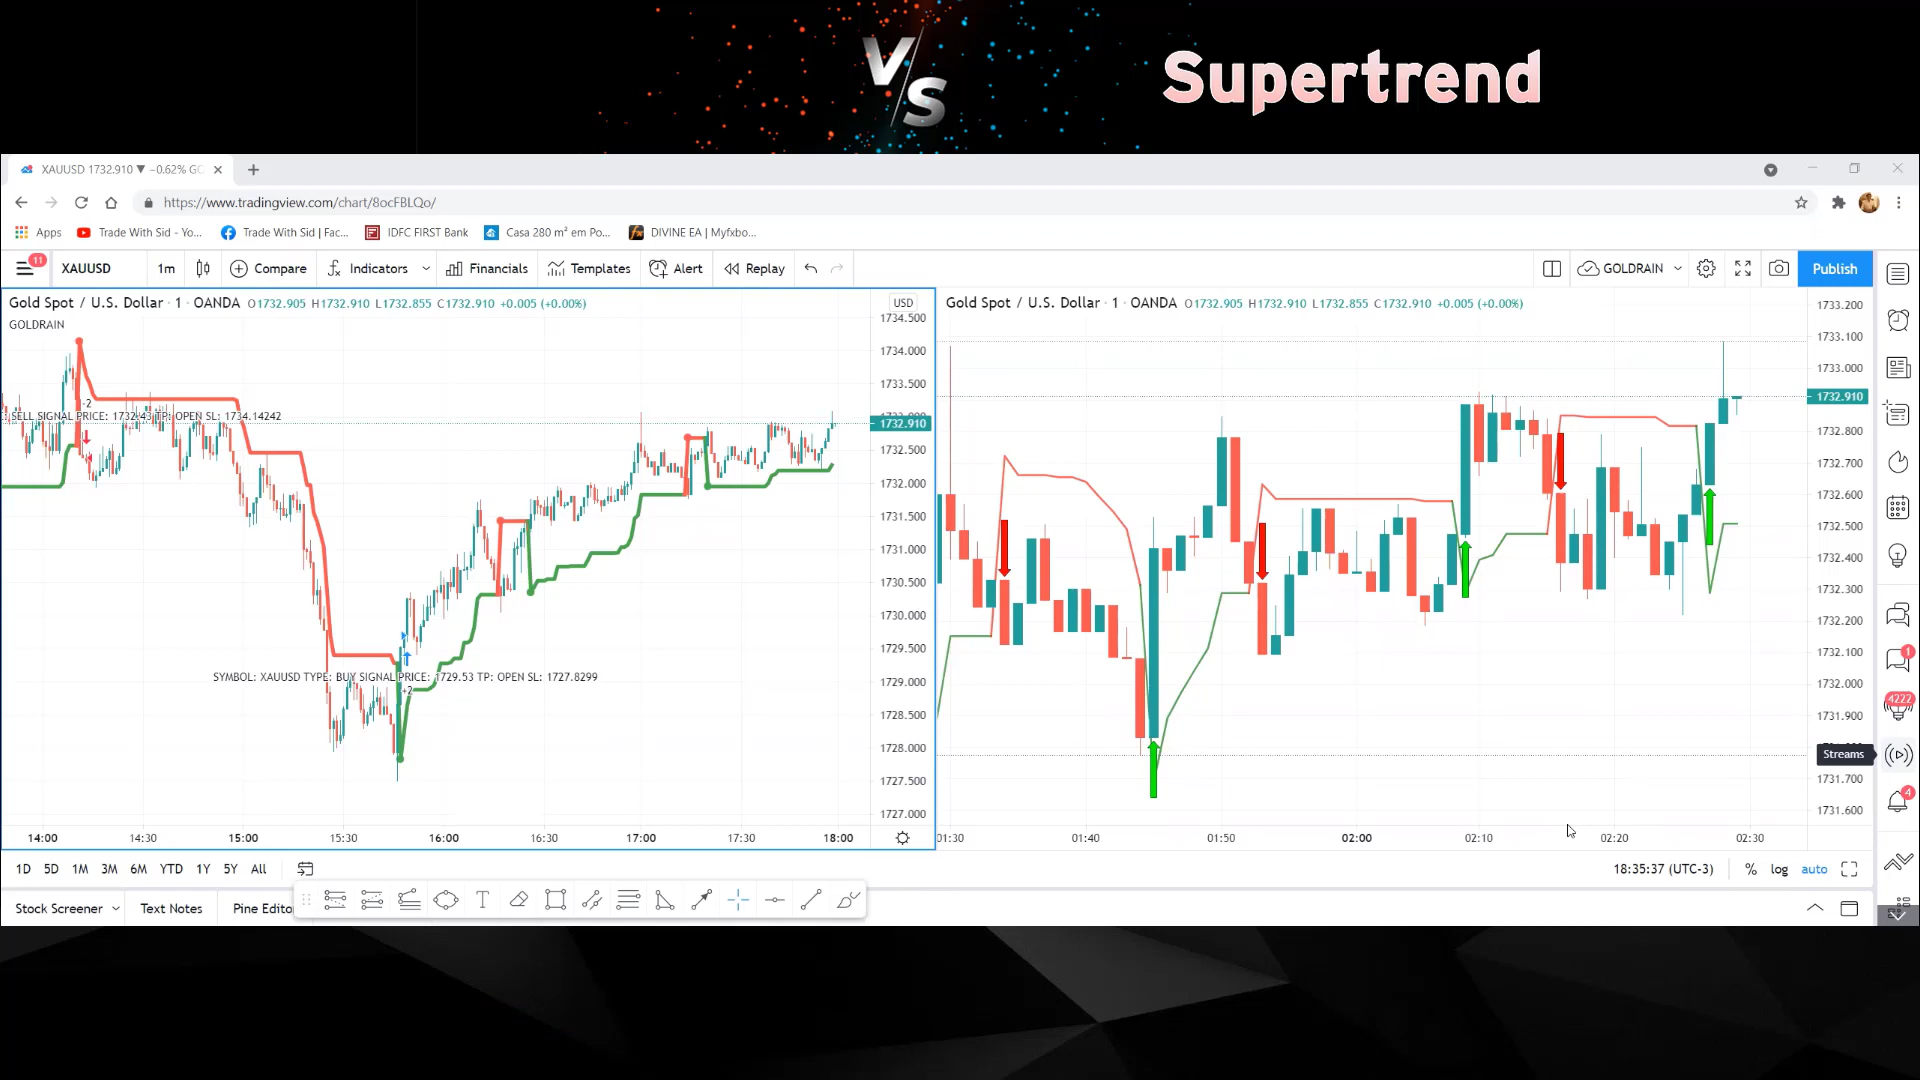 VS
Supertrend
XAUUSD 1732.910 ▼ −0.62% GO
https://www.tradingview.com/chart/8ocFBLQo/
Apps
Trade With Sid - Yo...
Trade With Sid | Fac...
IDFC FIRST Bank
Casa 280 m² em Po...
DIVINE EA | Myfxbo...
11
XAUUSD
1m
Compare
Indicators
Financials
Templates
Alert
Replay
GOLDRAIN
Publish
Gold Spot / U.S. Dollar · 1 · OANDA O1732.905 H1732.910 L1732.855 C1732.910 +0.005 (+0.00%)
USD
GOLDRAIN
SELL SIGNAL PRICE: 1732.43 TP: OPEN SL: 1734.14242
-2
SYMBOL: XAUUSD TYPE: BUY SIGNAL PRICE: 1729.53 TP: OPEN SL: 1727.8299
+2
1734.500
1734.000
1733.500
1732.910
1732.500
1732.000
1731.500
1731.000
1730.500
1730.000
1729.500
1729.000
1728.500
1728.000
1727.500
1727.000
14:00
14:30
15:00
15:30
16:00
16:30
17:00
17:30
18:00
Gold Spot / U.S. Dollar · 1 · OANDA O1732.905 H1732.910 L1732.855 C1732.910 +0.005 (+0.00%)
1733.200
1733.100
1733.000
1732.910
1732.800
1732.700
1732.600
1732.500
1732.400
1732.300
1732.200
1732.100
1732.000
1731.900
1731.700
1731.600
Streams
1
4222
4
01:30
01:40
01:50
02:00
02:10
02:20
02:30
1D
5D
1M
3M
6M
YTD
1Y
5Y
All
18:35:37 (UTC-3)
%
log
auto
Stock Screener
Text Notes
Pine Edito